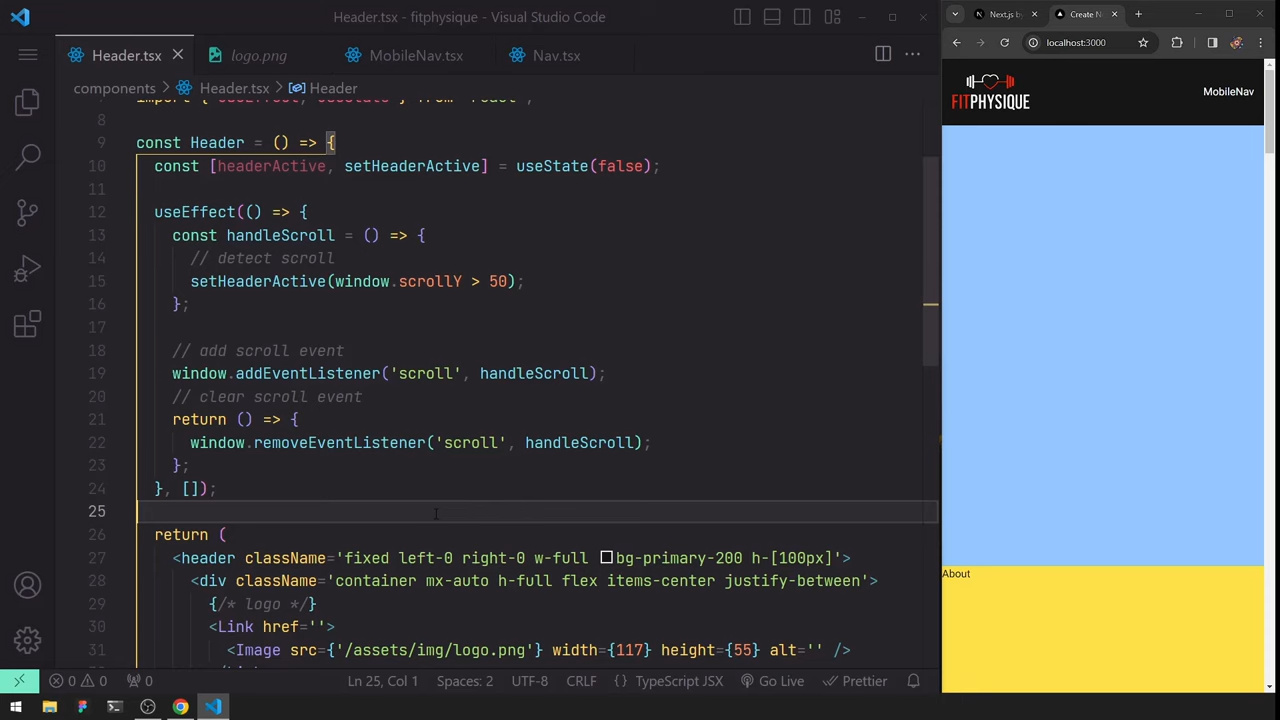 Header.tsx - fitphysique - Visual Studio Code
Header.tsx
logo.png
MobileNav.tsx
Nav.tsx
components > Header.tsx > Header
8
9 const Header = () => {
10 const [headerActive, setHeaderActive] = useState(false);
11
12 useEffect(() => {
13 const handleScroll = () => {
14 // detect scroll
15 setHeaderActive(window.scrollY > 50);
16 };
17
18 // add scroll event
19 window.addEventListener('scroll', handleScroll);
20 // clear scroll event
21 return () => {
22 window.removeEventListener('scroll', handleScroll);
23 };
24 }, []);
25
26 return (
27 <header className='fixed left-0 right-0 w-full bg-primary-200 h-[100px]'>
28 <div className='container mx-auto h-full flex items-center justify-between'>
29 {/* logo */}
30 <Link href=''>
31 <Image src={'/assets/img/logo.png'} width={117} height={55} alt='' />
0 0 0 Ln 25, Col 1 Spaces: 2 UTF-8 CRLF {} TypeScript JSX Go Live Prettier
Next.js by
Create N
localhost:3000
FITPHYSIQUE
MobileNav
About